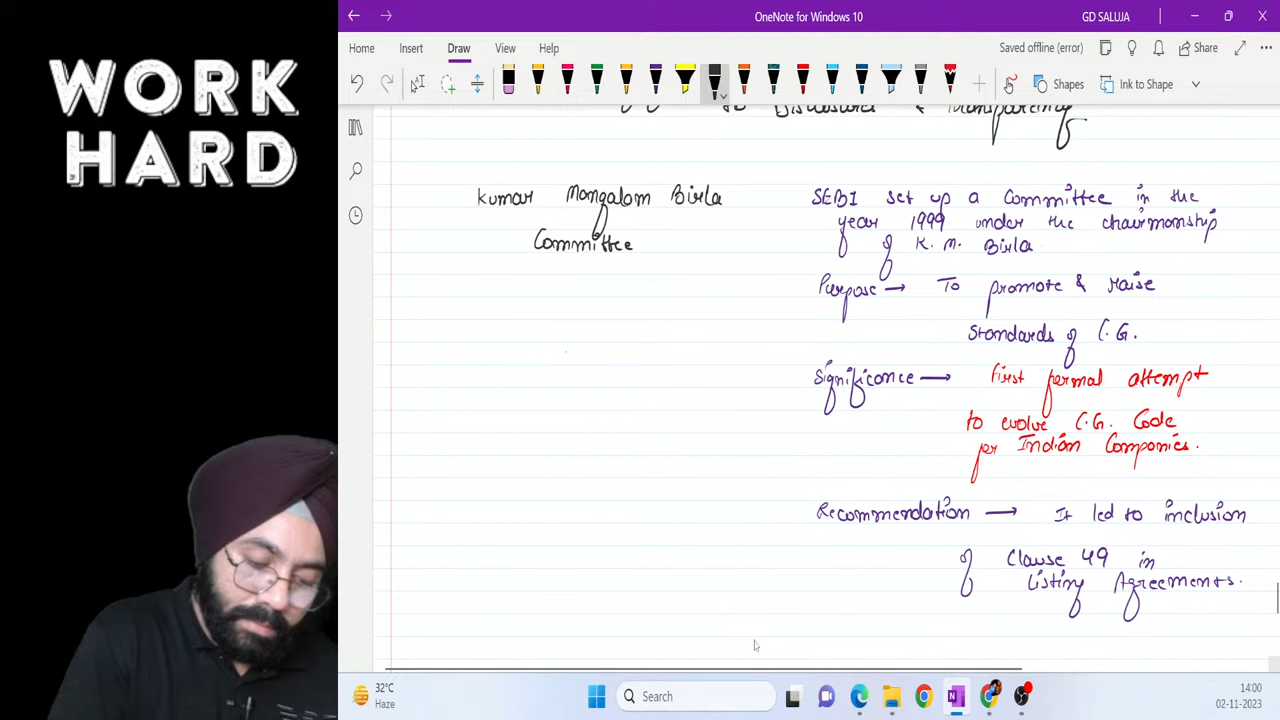 WORK
HARD
OneNote for Windows 10
GD SALUJA
Home Insert Draw View Help
Saved offline (error)
Share
Shapes
Ink to Shape
to Disclosures & Transparency
Kumar Mangalam Birla
Committee
SEBI set up a Committee in the
year 1999 under the chairmanship
of K. M. Birla
Purpose → To promote & raise
Standards of C.G.
Significance → First formal attempt
to evolve C.G. Code
for Indian Companies.
Recommendation → It led to inclusion
of Clause 49 in
Listing Agreements.
32°C
Haze
Search
14:00
02-11-2023